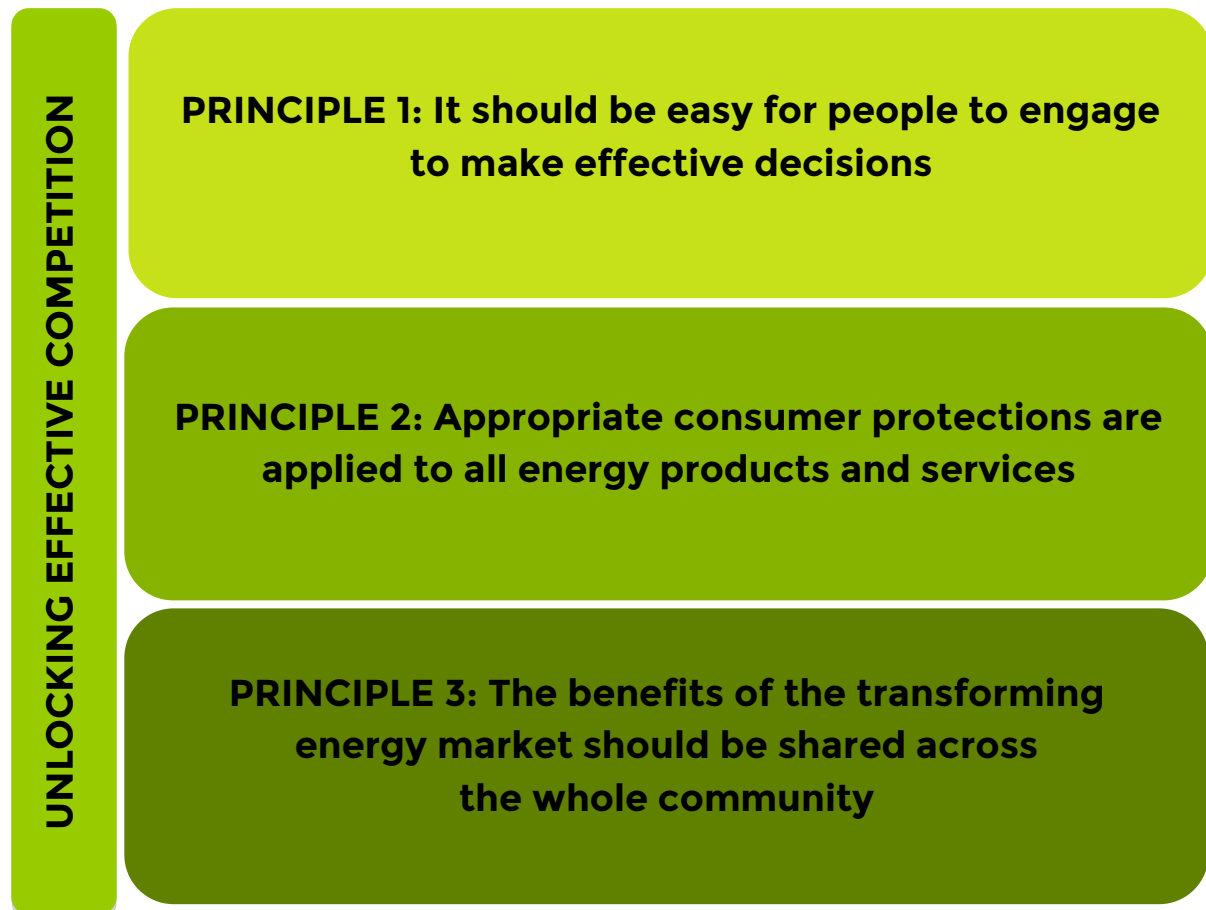 UNLOCKING EFFECTIVE COMPETITION
PRINCIPLE 1: It should be easy for people to engage
to make effective decisions
PRINCIPLE 2: Appropriate consumer protections are
applied to all energy products and services
PRINCIPLE 3: The benefits of the transforming
energy market should be shared across
the whole community